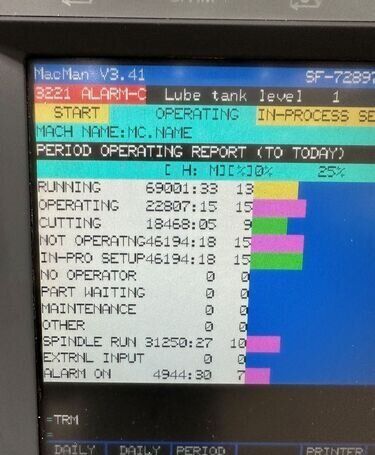 MacMan V3.41 SF-72897
3221 ALARM-C Lube tank level 1
START OPERATING IN-PROCESS SE
MACH NAME:MC.NAME
PERIOD OPERATING REPORT (TO TODAY)
[ H: M][%]0% 25%
RUNNING 69001:33 13
OPERATING 22807:15 15
CUTTING 18468:05 9
NOT OPERATNG46194:18 15
IN-PRO SETUP46194:18 15
NO OPERATOR 0 0
PART WAITING 0 0
MAINTENANCE 0 0
OTHER 0 0
SPINDLE RUN 31250:27 10
EXTRNL INPUT 0 0
ALARM ON 4944:30 7
=TRM
=
DAILY DAILY PERIOD PRINTER